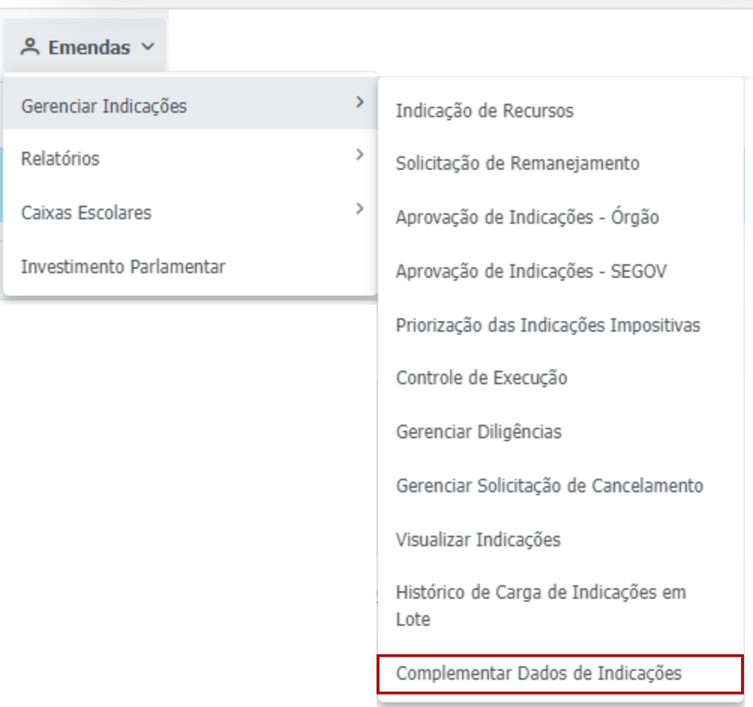 Emendas
Gerenciar Indicações
Relatórios
Caixas Escolares
Investimento Parlamentar
Indicação de Recursos
Solicitação de Remanejamento
Aprovação de Indicações - Órgão
Aprovação de Indicações - SEGOV
Priorização das Indicações Impositivas
Controle de Execução
Gerenciar Diligências
Gerenciar Solicitação de Cancelamento
Visualizar Indicações
Histórico de Carga de Indicações em
Lote
Complementar Dados de Indicações